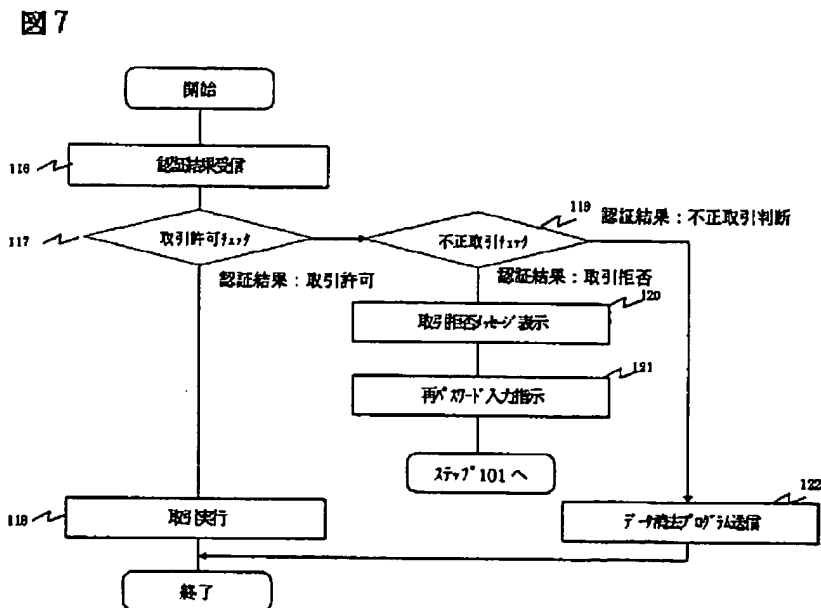 図7
開始
116
認証結果受信
117
取引許可チェック
119
不正取引チェック
認証結果：不正取引判断
認証結果：取引許可
認証結果：取引拒否
120
取引拒否メッセージ表示
121
再パスワード入力指示
ステップ101へ
118
取引実行
122
データ消去プログラム送信
終了